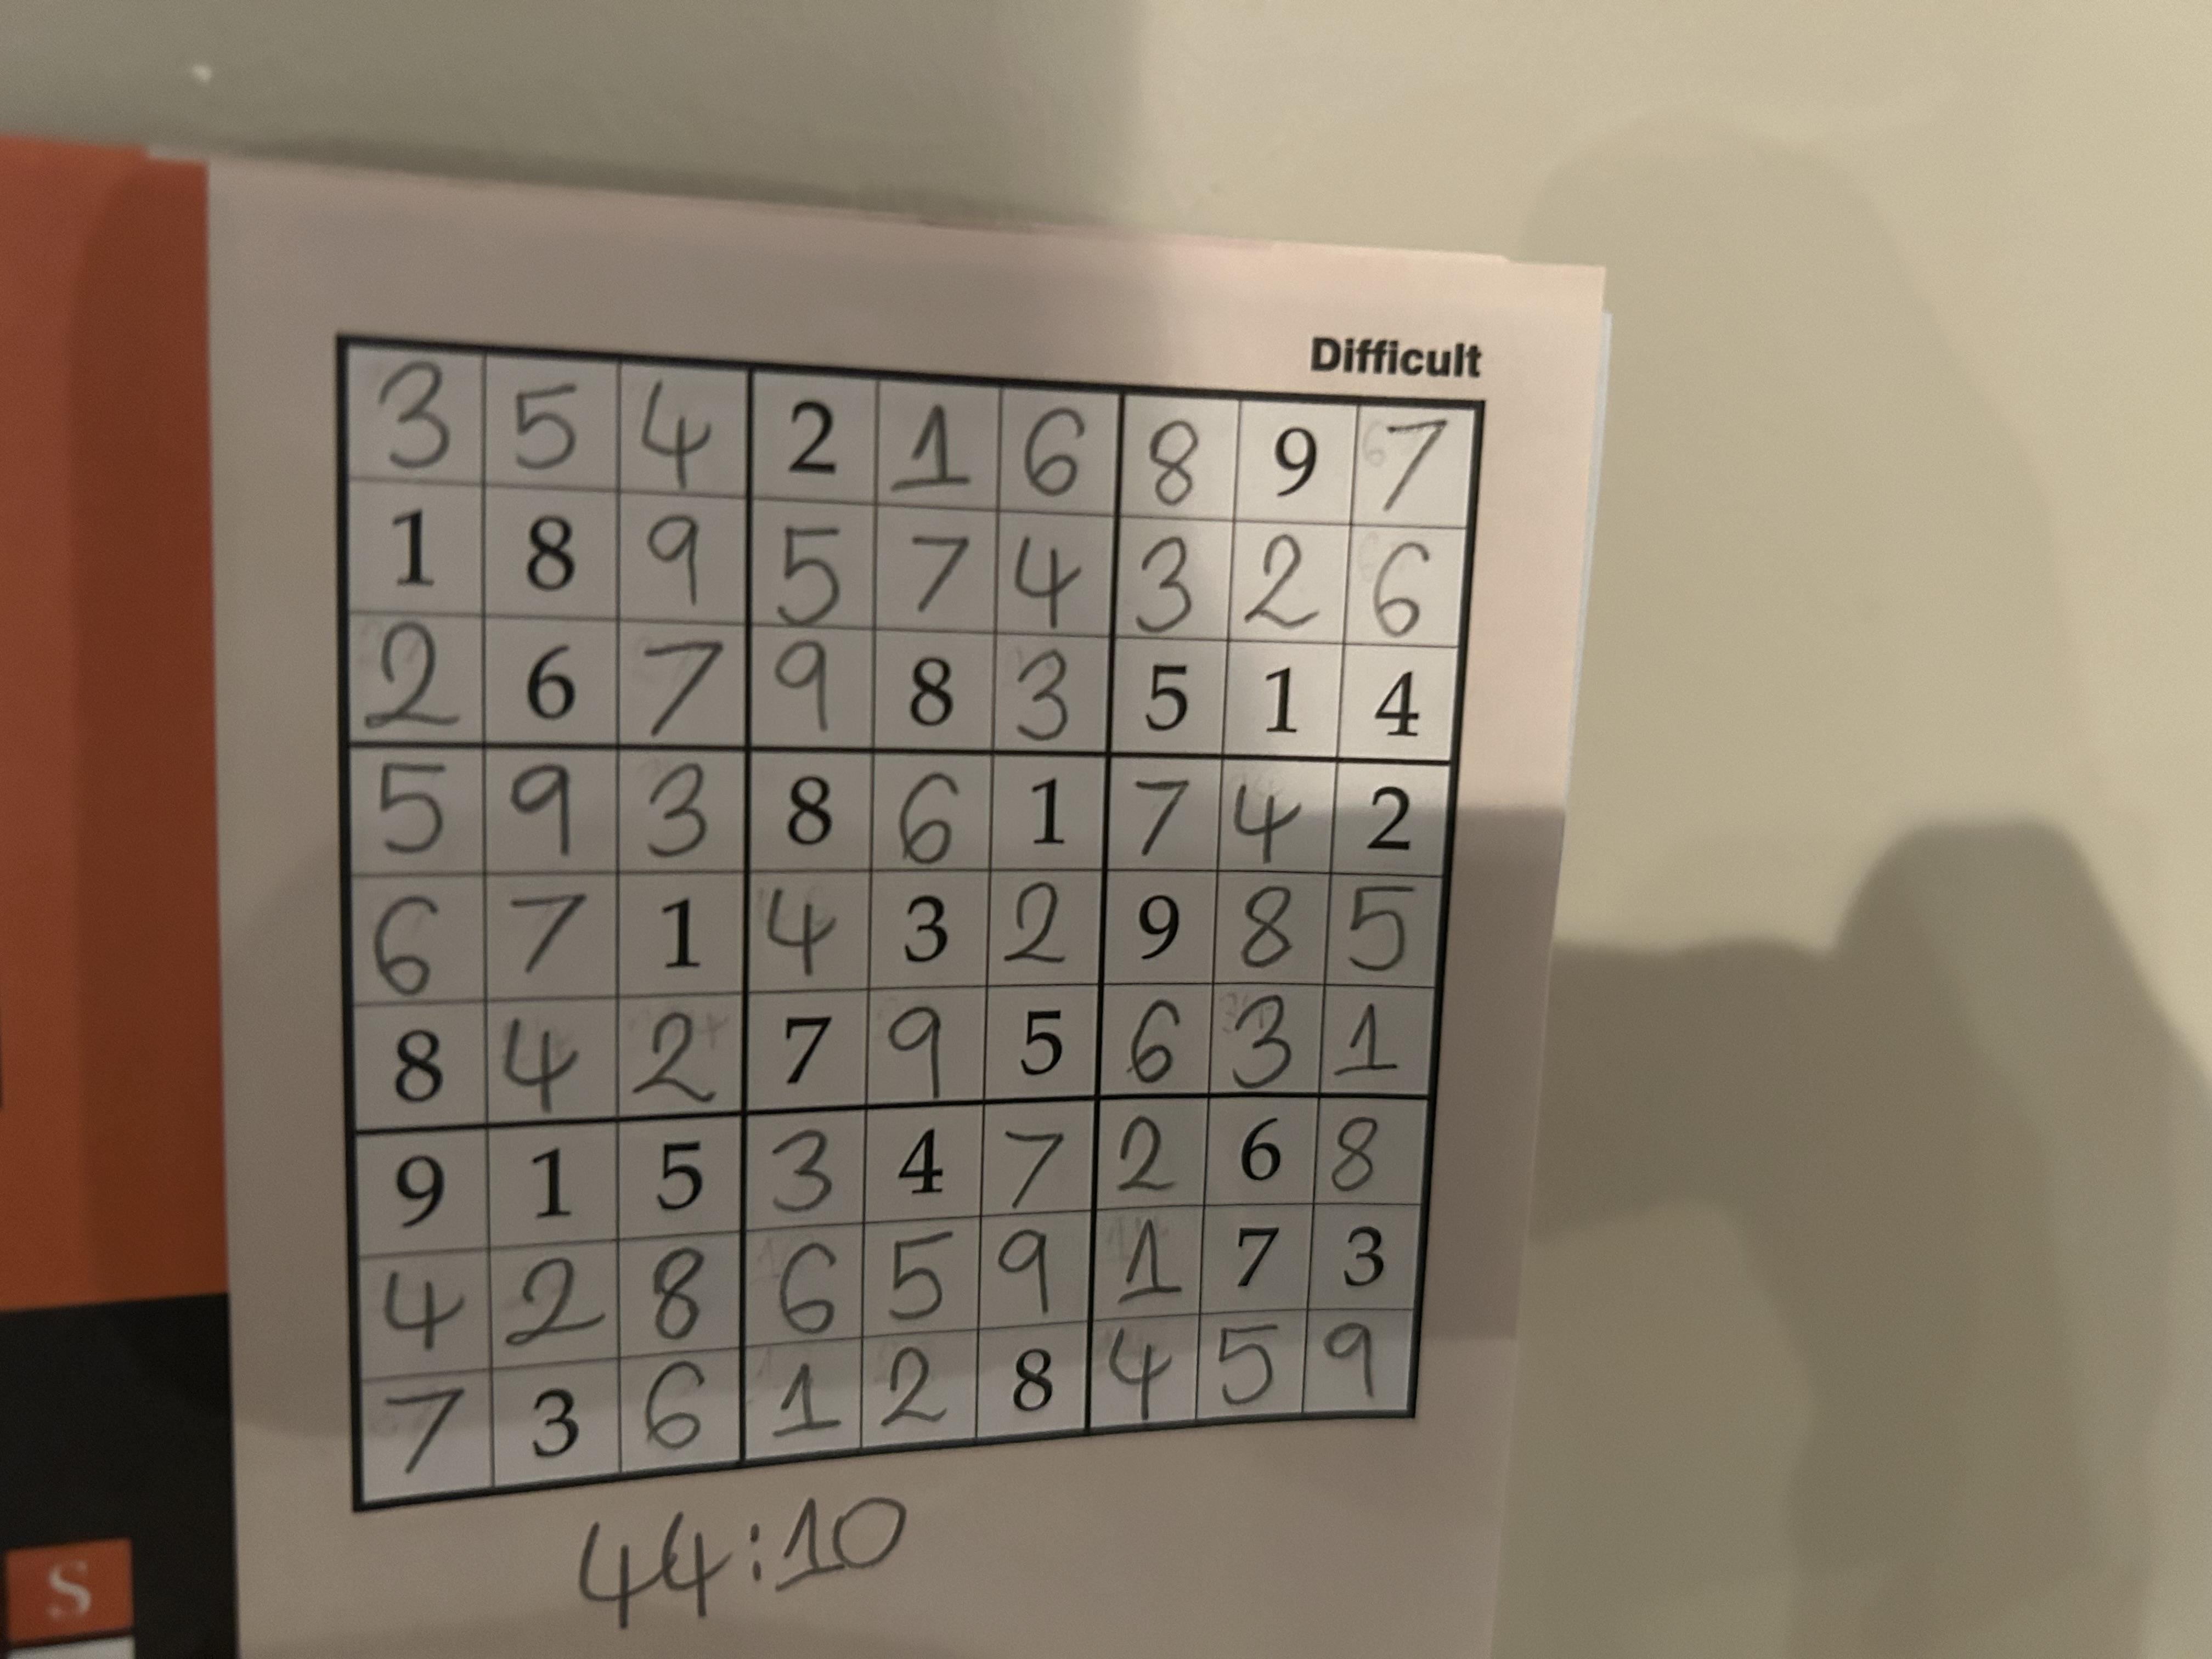 Difficult
3 5 4 2 1 6 8 9 7
1 8 9 5 7 4 3 2 6
2 6 7 9 8 3 5 1 4
5 9 3 8 6 1 7 4 2
6 7 1 4 3 2 9 8 5
8 4 2 7 9 5 6 3 1
9 1 5 3 4 7 2 6 8
4 2 8 6 5 9 1 7 3
7 3 6 1 2 8 4 5 9
44:10
S